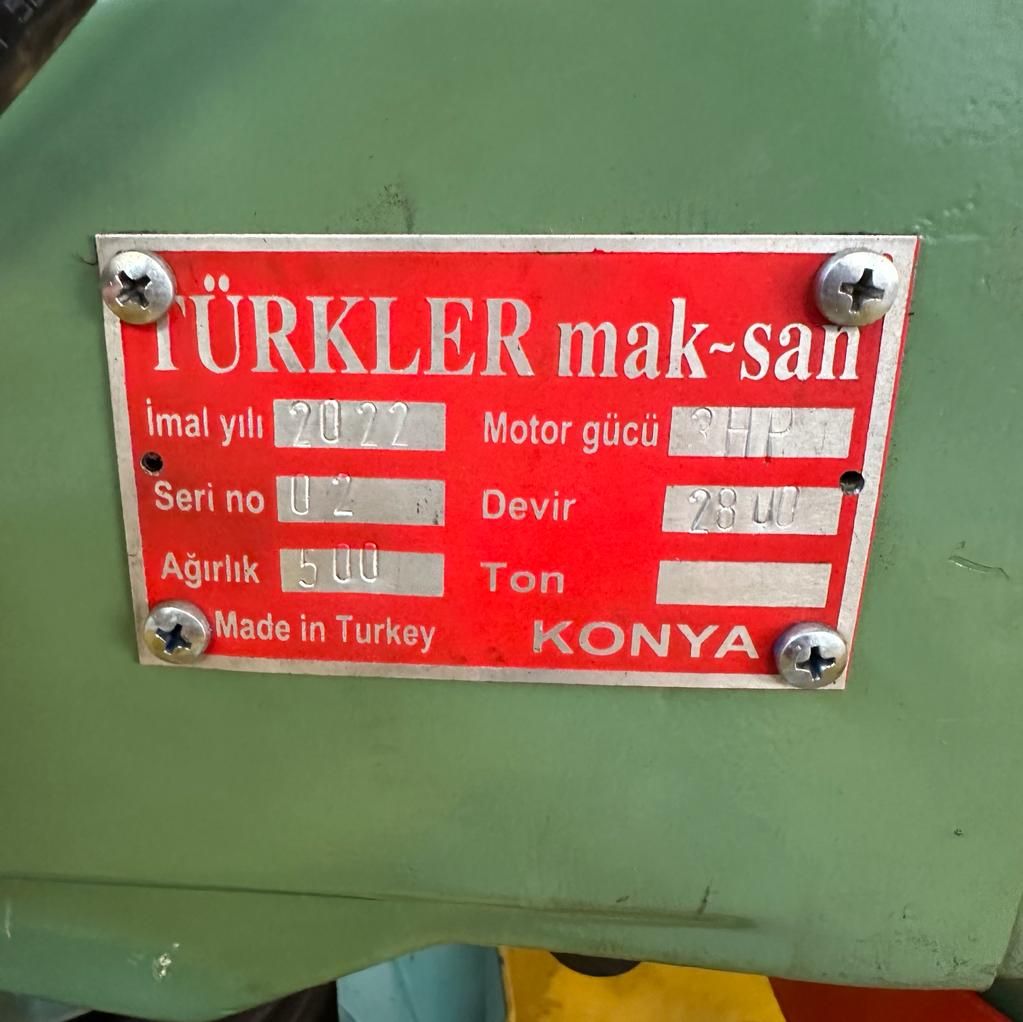 TÜRKLER mak-san
İmal yılı 2022 Motor gücü 3HP
Seri no 02 Devir 2800
Ağırlık 500 Ton
Made in Turkey KONYA